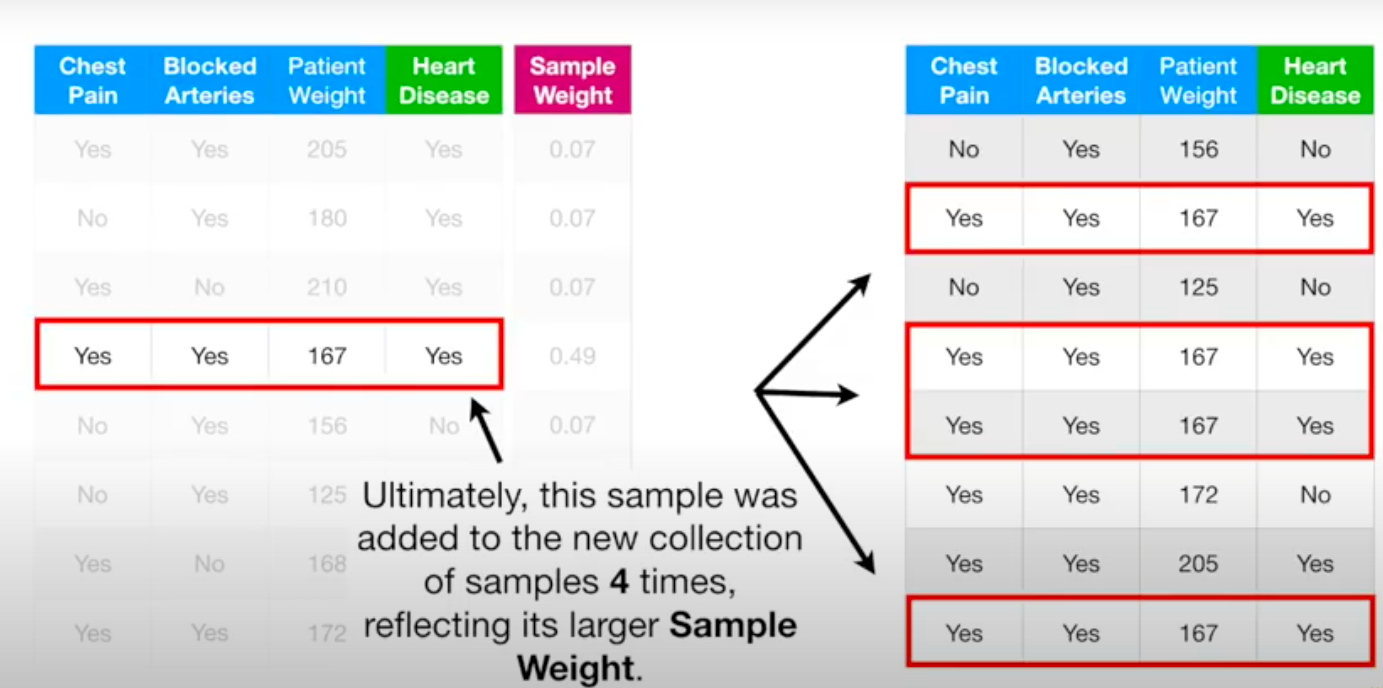 Chest Pain Blocked Arteries Patient Weight Heart Disease Sample Weight
Yes Yes 205 Yes 0.07
No Yes 180 Yes 0.07
Yes No 210 Yes 0.07
Yes Yes 167 Yes 0.49
No Yes 156 No 0.07
No Yes 125
Yes No 168
Yes Yes 172
Ultimately, this sample was
added to the new collection
of samples 4 times,
reflecting its larger Sample
Weight.
Chest Pain Blocked Arteries Patient Weight Heart Disease
No Yes 156 No
Yes Yes 167 Yes
No Yes 125 No
Yes Yes 167 Yes
Yes Yes 167 Yes
Yes Yes 172 No
Yes Yes 205 Yes
Yes Yes 167 Yes